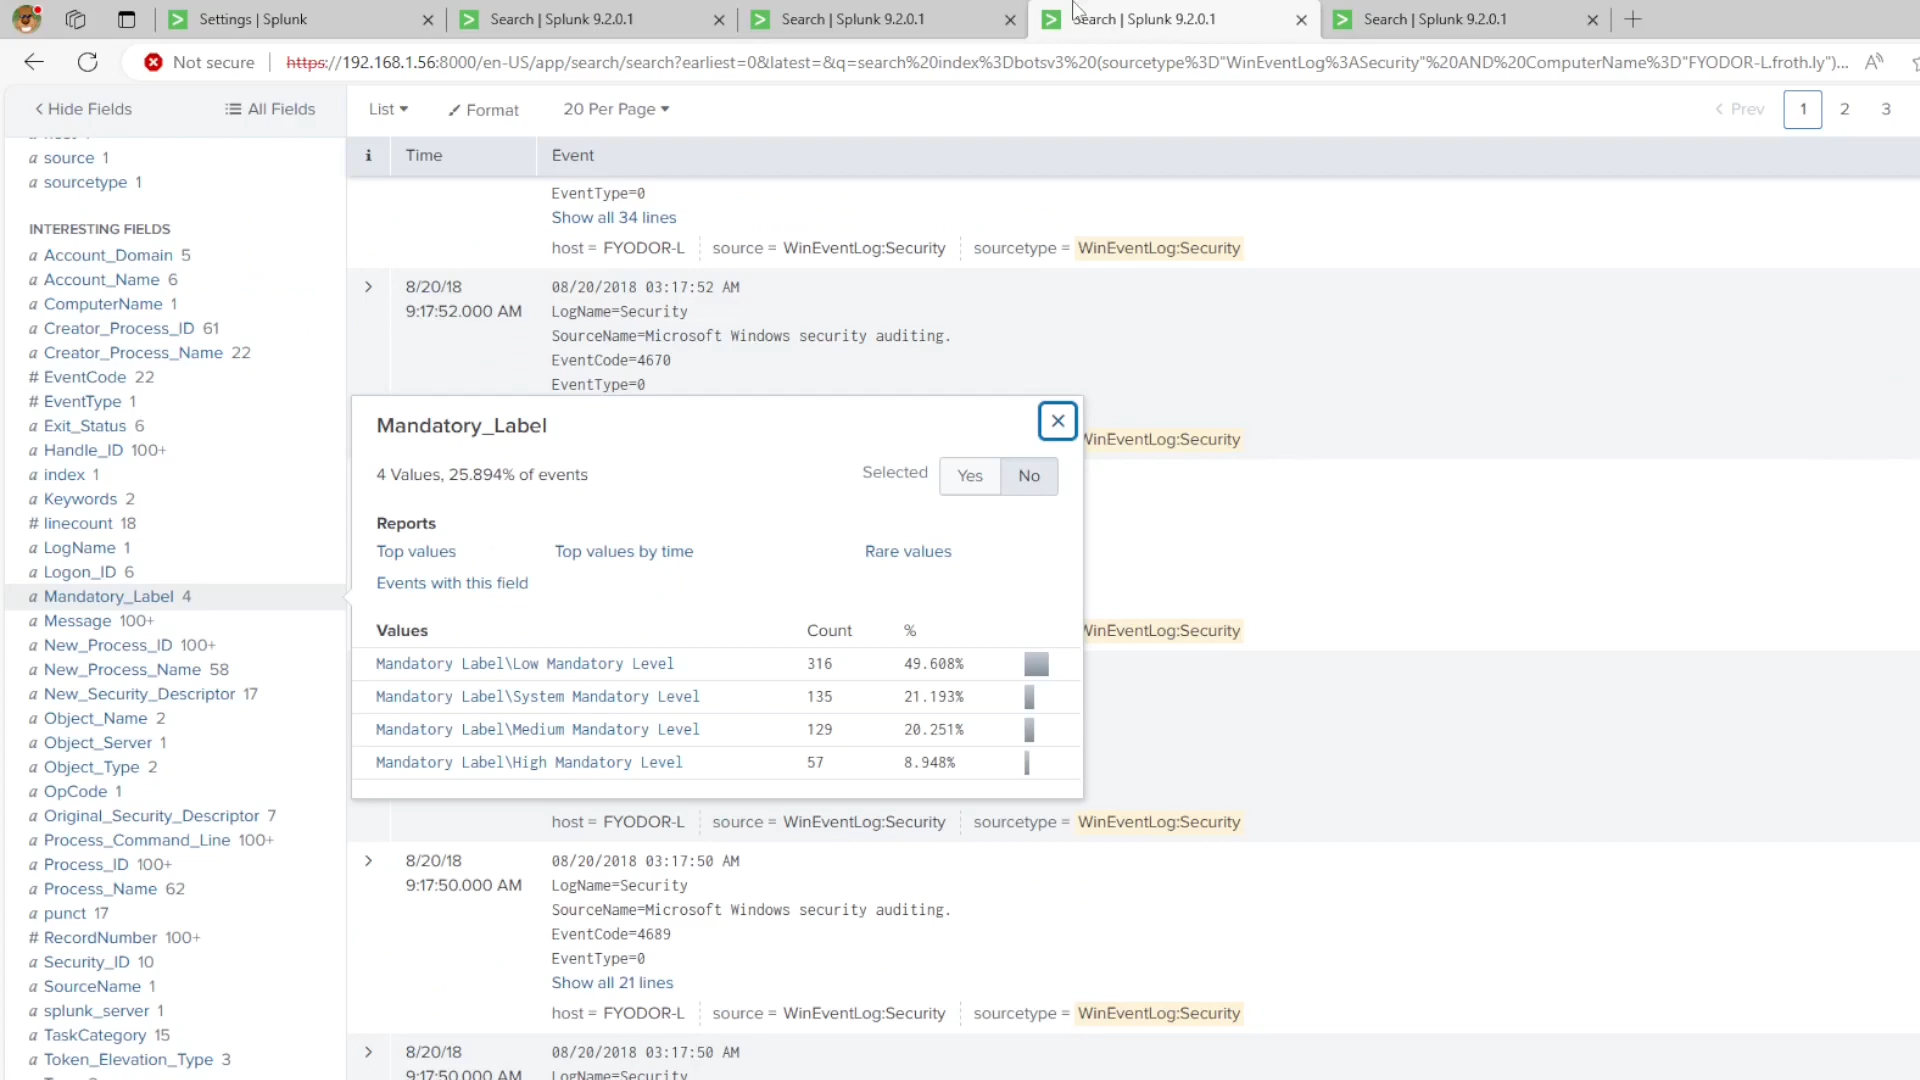 Settings | Splunk
Search | Splunk 9.2.0.1
Search | Splunk 9.2.0.1
Search | Splunk 9.2.0.1
Search | Splunk 9.2.0.1
Not secure
https://192.168.1.56:8000/en-US/app/search/search?earliest=0&latest=&q=search%20index%3Dbotsv3%20(sourcetype%3D"WinEventLog%3ASecurity"%20AND%20ComputerName%3D"FYODOR-L.froth.ly")...
Hide Fields
All Fields
List
Format
20 Per Page
< Prev
1
2
3
a source 1
a sourcetype 1
INTERESTING FIELDS
a Account_Domain 5
a Account_Name 6
a ComputerName 1
a Creator_Process_ID 61
a Creator_Process_Name 22
# EventCode 22
# EventType 1
a Exit_Status 6
a Handle_ID 100+
a index 1
a Keywords 2
# linecount 18
a LogName 1
a Logon_ID 6
a Mandatory_Label 4
a Message 100+
a New_Process_ID 100+
a New_Process_Name 58
a New_Security_Descriptor 17
a Object_Name 2
a Object_Server 1
a Object_Type 2
a OpCode 1
a Original_Security_Descriptor 7
a Process_Command_Line 100+
a Process_ID 100+
a Process_Name 62
a punct 17
# RecordNumber 100+
a Security_ID 10
a SourceName 1
a splunk_server 1
a TaskCategory 15
a Token_Elevation_Type 3
i Time Event
EventType=0
Show all 34 lines
host = FYODOR-L source = WinEventLog:Security sourcetype = WinEventLog:Security
8/20/18
9:17:52.000 AM
08/20/2018 03:17:52 AM
LogName=Security
SourceName=Microsoft Windows security auditing.
EventCode=4670
EventType=0
WinEventLog:Security
WinEventLog:Security
Mandatory_Label
4 Values, 25.894% of events
Selected Yes No
Reports
Top values Top values by time Rare values
Events with this field
Values Count %
Mandatory Label\Low Mandatory Level 316 49.608%
Mandatory Label\System Mandatory Level 135 21.193%
Mandatory Label\Medium Mandatory Level 129 20.251%
Mandatory Label\High Mandatory Level 57 8.948%
host = FYODOR-L source = WinEventLog:Security sourcetype = WinEventLog:Security
8/20/18
9:17:50.000 AM
08/20/2018 03:17:50 AM
LogName=Security
SourceName=Microsoft Windows security auditing.
EventCode=4689
EventType=0
Show all 21 lines
host = FYODOR-L source = WinEventLog:Security sourcetype = WinEventLog:Security
8/20/18
9:17:50.000 AM
08/20/2018 03:17:50 AM
LogName=Security